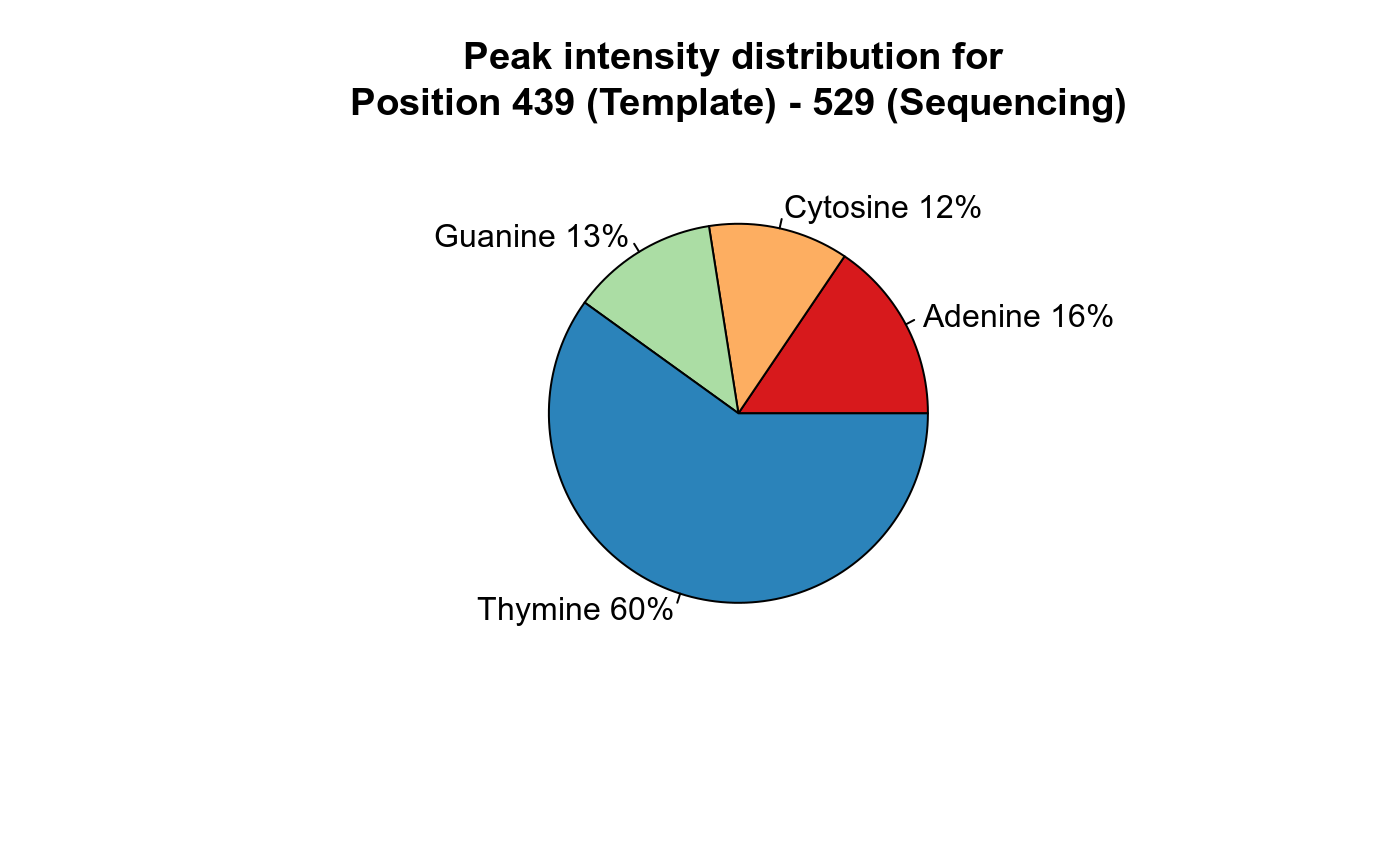 Peak intensity distribution for
Position 439 (Template) - 529 (Sequencing)
Cytosine 12%
Guanine 13%
Adenine 16%
Thymine 60%